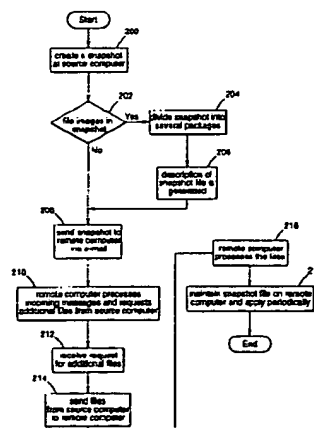 Start
200
create a snapshot
at source computer
202
file images in
snapshot
Yes
No
204
divide snapshot into
several packages
206
description of
snapshot file is
generated
208
send snapshot to
remote computer
via e-mail
210
remote computer processes
incoming messages and requests
additional files from source computer
212
receive request
for additional files
214
send files
from source computer
to remote computer
216
remote computer
processes the files
2
maintain snapshot file on remote
computer and apply periodically
End